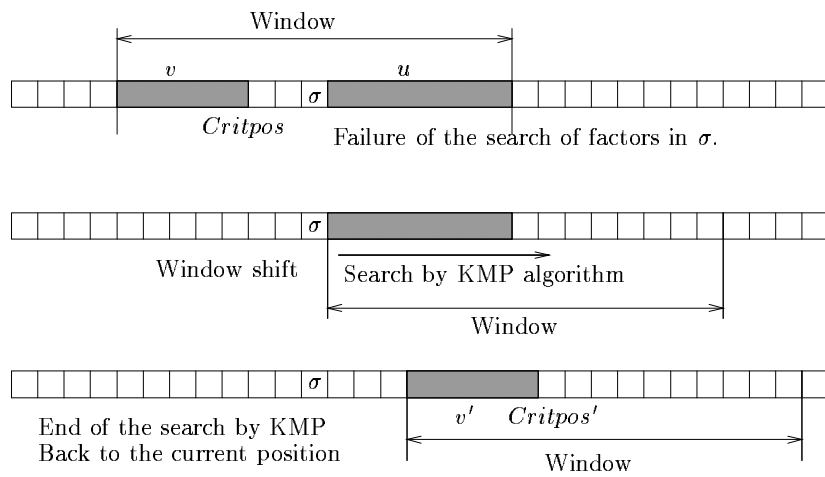 Window
v
u
σ
Critpos
Failure of the search of factors in σ.
σ
Window shift
Search by KMP algorithm
Window
σ
v′
Critpos′
End of the search by KMP
Back to the current position
Window